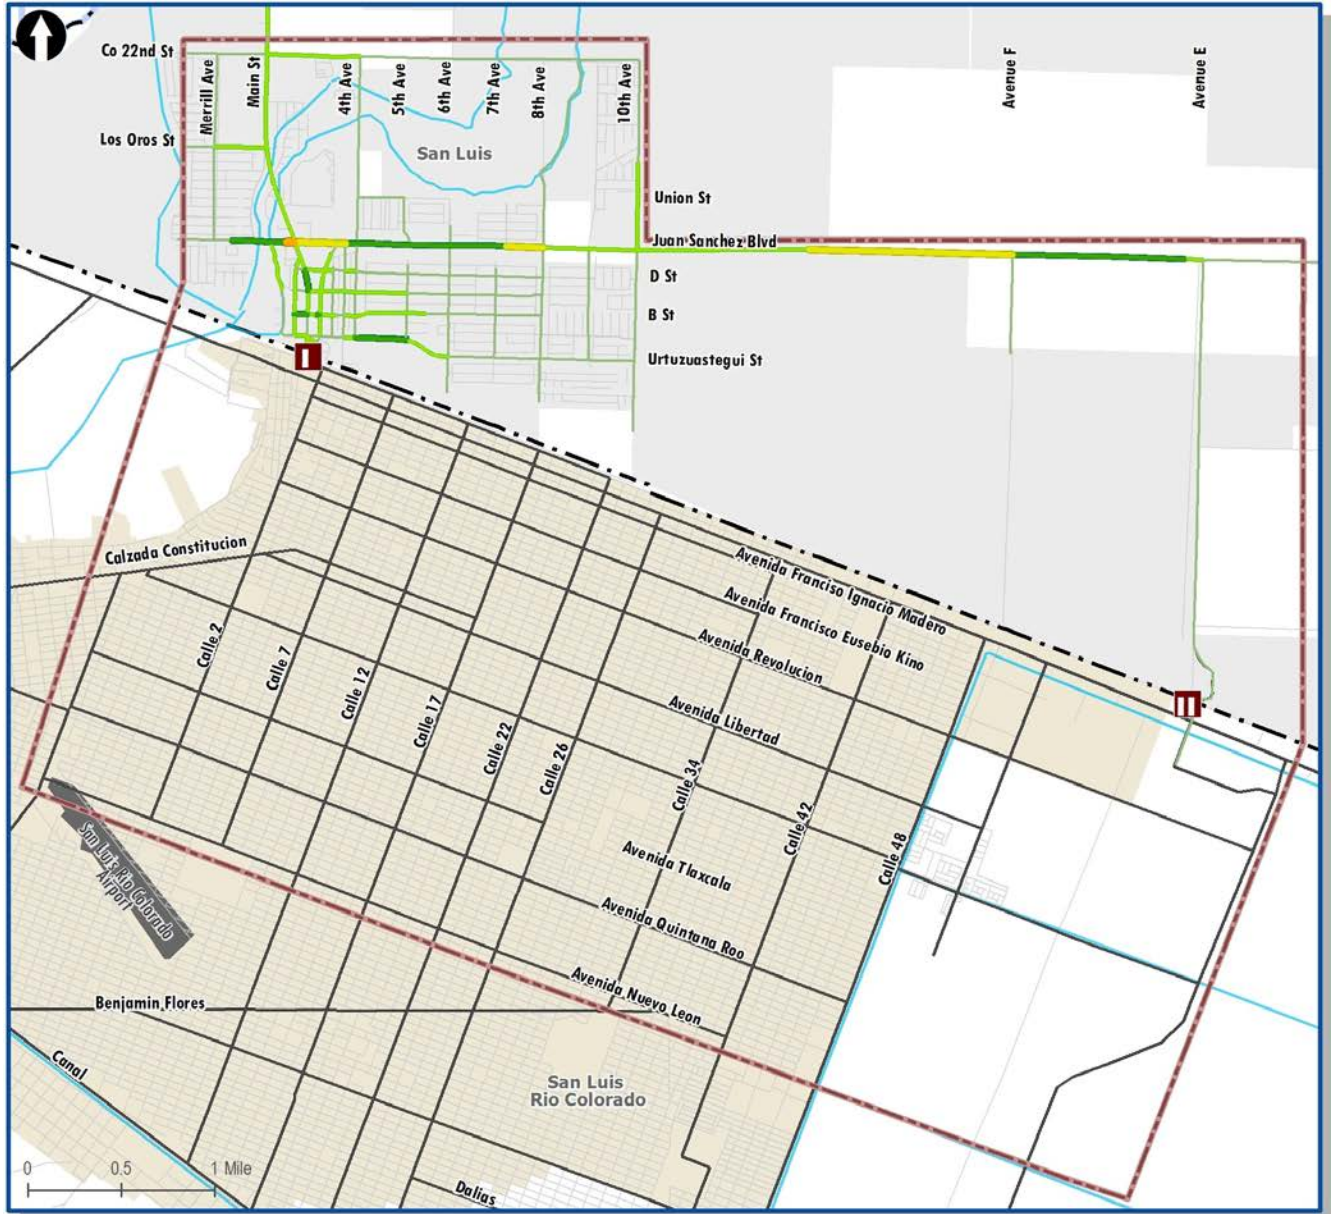 Co 22nd St
Merrill Ave
Main St
4th Ave
5th Ave
6th Ave
7th Ave
8th Ave
10th Ave
Avenue F
Avenue E
Los Oros St
San Luis
Union St
Juan Sanchez Blvd
D St
B St
Urtuzuastegui St
I
II
Calzada Constitucion
Avenida Franciso Ignacio Madero
Avenida Francisco Eusebio Kino
Avenida Revolucion
Avenida Libertad
Calle 2
Calle 7
Calle 12
Calle 17
Calle 22
Calle 26
Calle 34
Calle 42
Calle 48
San Luis Rio Colorado
Airport
Avenida Tlaxcala
Avenida Quintana Roo
Avenida Nuevo Leon
Benjamin Flores
Canal
San Luis
Rio Colorado
0 0.5 1 Mile
Dalias